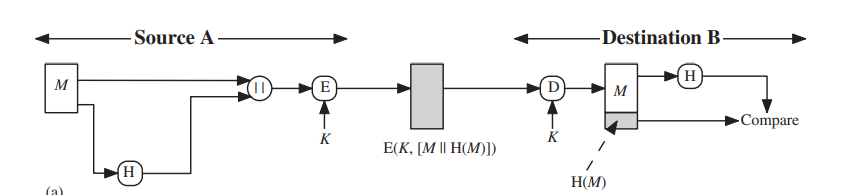 Source A
Destination B
M
||
E
K
E(K, [M || H(M)])
D
K
M
H
Compare
H(M)
H
(a)